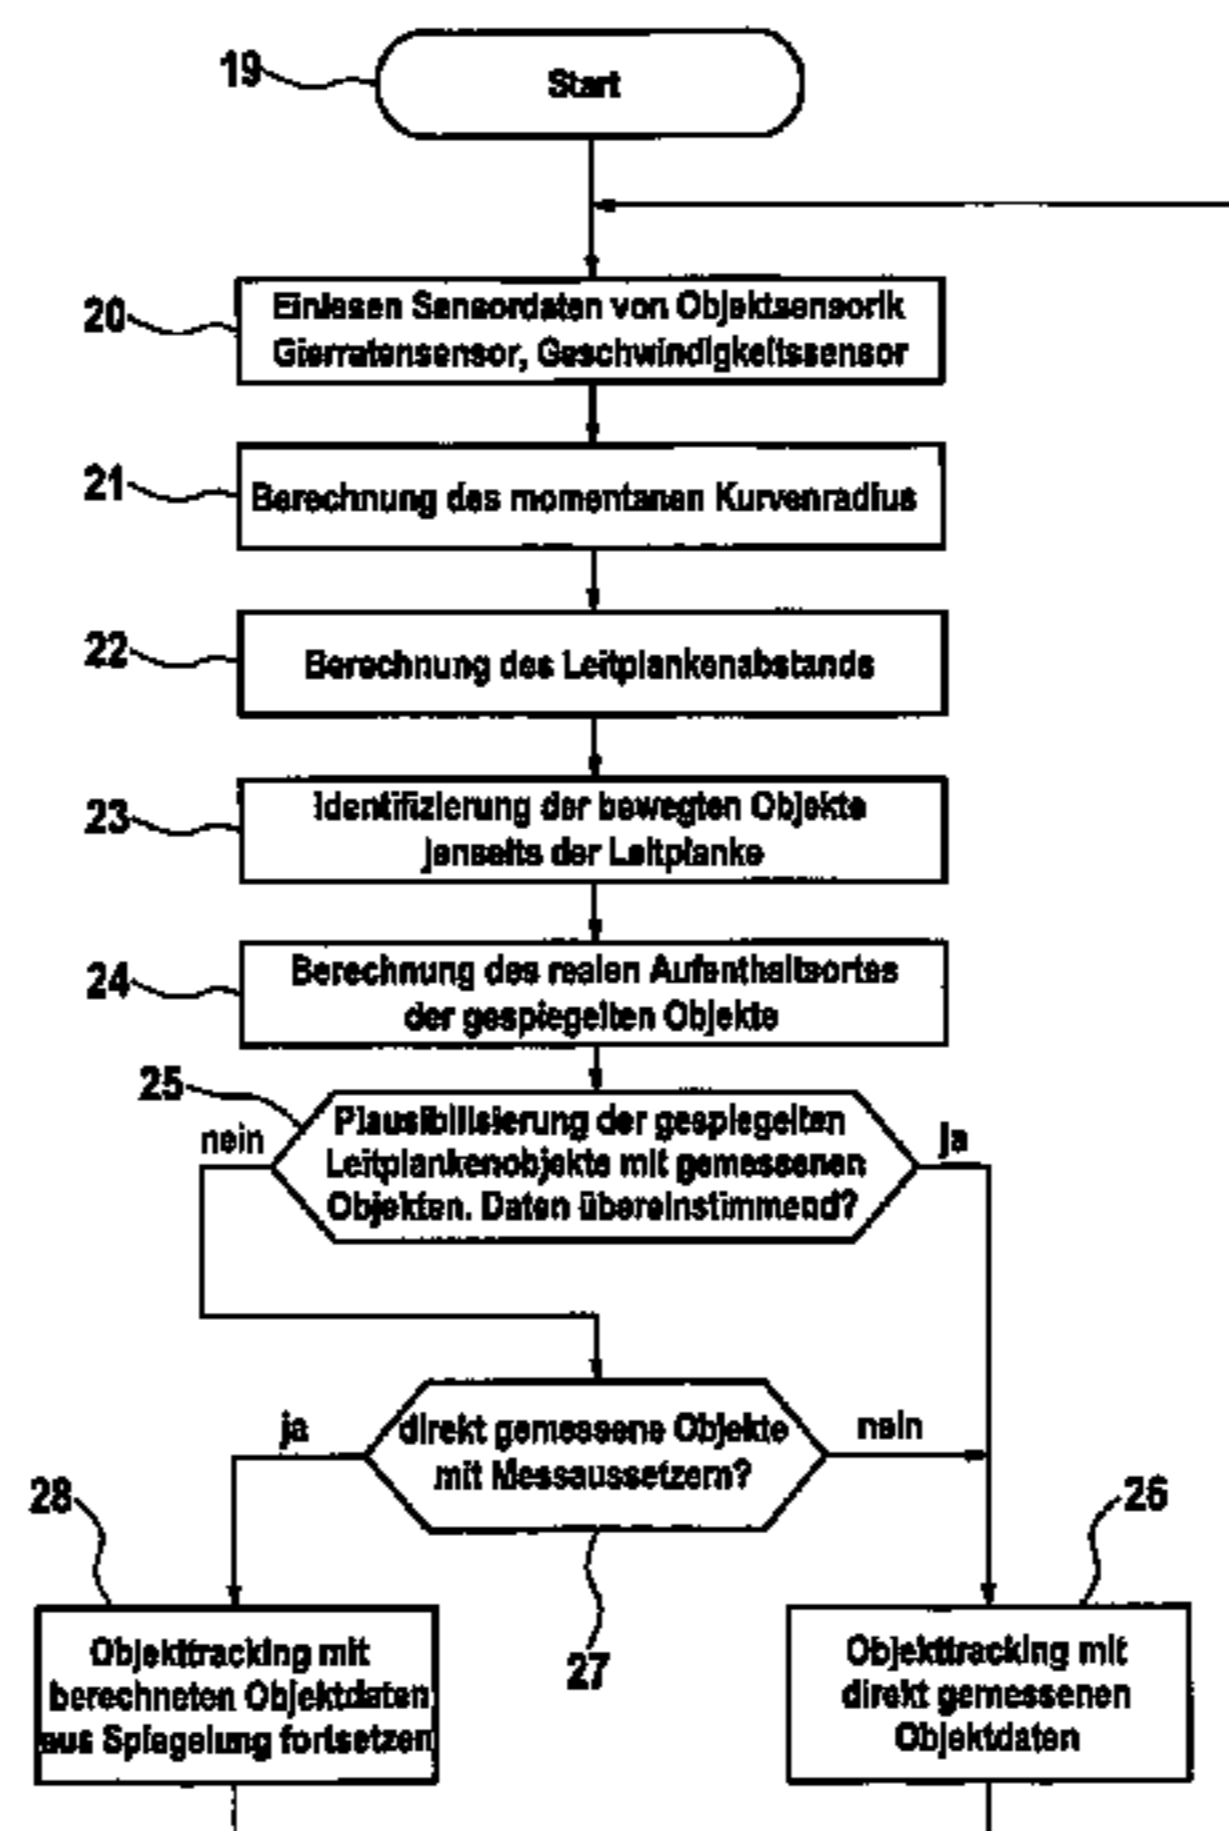 19
Start
20
Einlesen Sensordaten von Objektsensorik
Gierratensensor, Geschwindigkeitssensor
21
Berechnung des momentanen Kurvenradius
22
Berechnung des Leitplankenabstands
23
Identifizierung der bewegten Objekte
jenseits der Leitplanke
24
Berechnung des realen Aufenthaltsortes
der gespiegelten Objekte
25
nein
Plausibilisierung der gespiegelten
Leitplankenobjekte mit gemessenen
Objekten. Daten übereinstimmend?
ja
ja
direkt gemessene Objekte
mit Messaussetzern?
nein
28
26
27
Objekttracking mit
berechneten Objektdaten
aus Spiegelung fortsetzen
Objekttracking mit
direkt gemessenen
Objektdaten